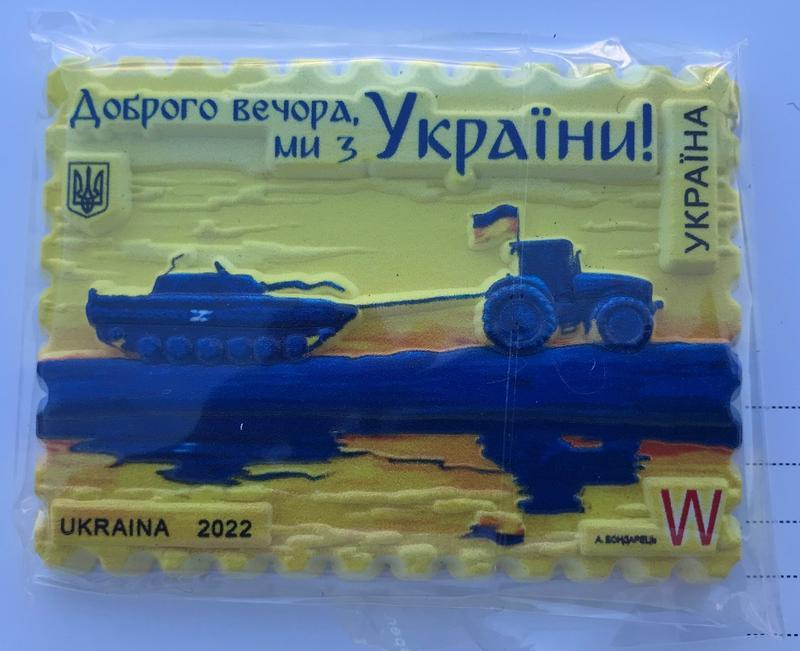 Доброго вечора,
ми з України!
УКРАЇНА
Z
UKRAINA 2022
А. БОНДАРЕЦЬ
W